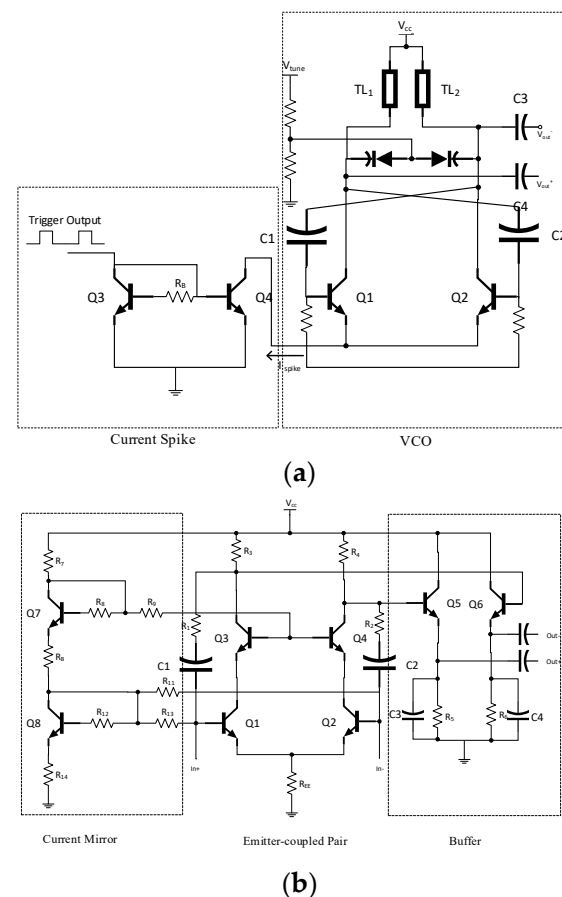 Vcc
Vtune
TL1
TL2
C3
Vout-
Vout+
C4
C1
C2
Trigger Output
RB
Q3
Q4
Q1
Q2
spike
Current Spike
VCO
(a)
Vcc
R7
R3
R4
Q7
R8
R9
R1
Q3
Q4
R2
Q5
Q6
Out-
Out+
R8
C1
C2
R11
Q8
R12
R13
Q1
Q2
C3
R5
R6
C4
In+
In-
R14
REE
Current Mirror
Emitter-coupled Pair
Buffer
(b)